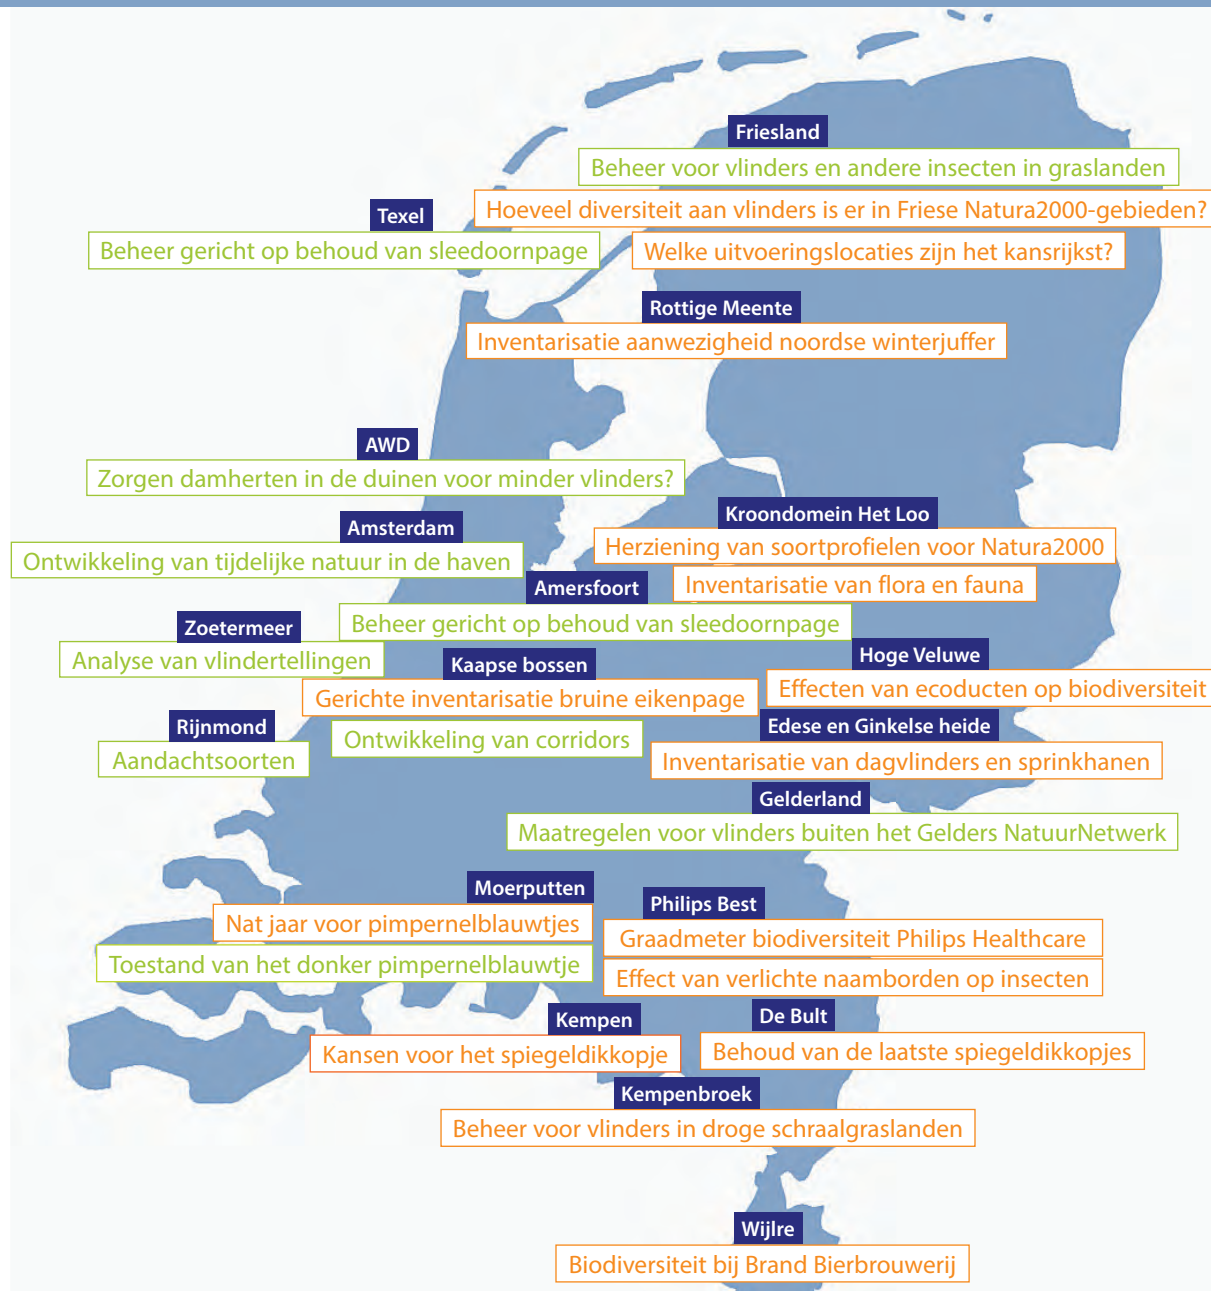 Friesland
Beheer voor vlinders en andere insecten in graslanden
Hoeveel diversiteit aan vlinders is er in Friese Natura2000-gebieden?
Welke uitvoeringslocaties zijn het kansrijkst?
Texel
Beheer gericht op behoud van sleedoornpage
Rottige Meente
Inventarisatie aanwezigheid noordse winterjuffer
AWD
Zorgen damherten in de duinen voor minder vlinders?
Kroondomein Het Loo
Herziening van soortprofielen voor Natura2000
Inventarisatie van flora en fauna
Amsterdam
Ontwikkeling van tijdelijke natuur in de haven
Amersfoort
Beheer gericht op behoud van sleedoornpage
Zoetermeer
Analyse van vlindertellingen
Kaapse bossen
Gerichte inventarisatie bruine eikenpage
Ontwikkeling van corridors
Hoge Veluwe
Effecten van ecoducten op biodiversiteit
Rijnmond
Aandachtsoorten
Edese en Ginkelse heide
Inventarisatie van dagvlinders en sprinkhanen
Gelderland
Maatregelen voor vlinders buiten het Gelders NatuurNetwerk
Moerputten
Nat jaar voor pimpernelblauwtjes
Toestand van het donker pimpernelblauwtje
Philips Best
Graadmeter biodiversiteit Philips Healthcare
Effect van verlichte naamborden op insecten
Kempen
Kansen voor het spiegeldikkopje
De Bult
Behoud van de laatste spiegeldikkopjes
Kempenbroek
Beheer voor vlinders in droge schraalgraslanden
Wijlre
Biodiversiteit bij Brand Bierbrouwerij